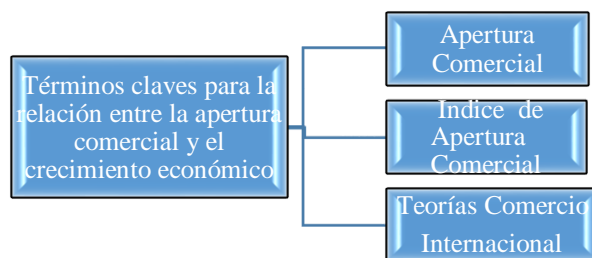 Términos claves para la
relación entre la apertura
comercial y el
crecimiento económico
Apertura
Comercial
Indice de
Apertura
Comercial
Teorías Comercio
Internacional